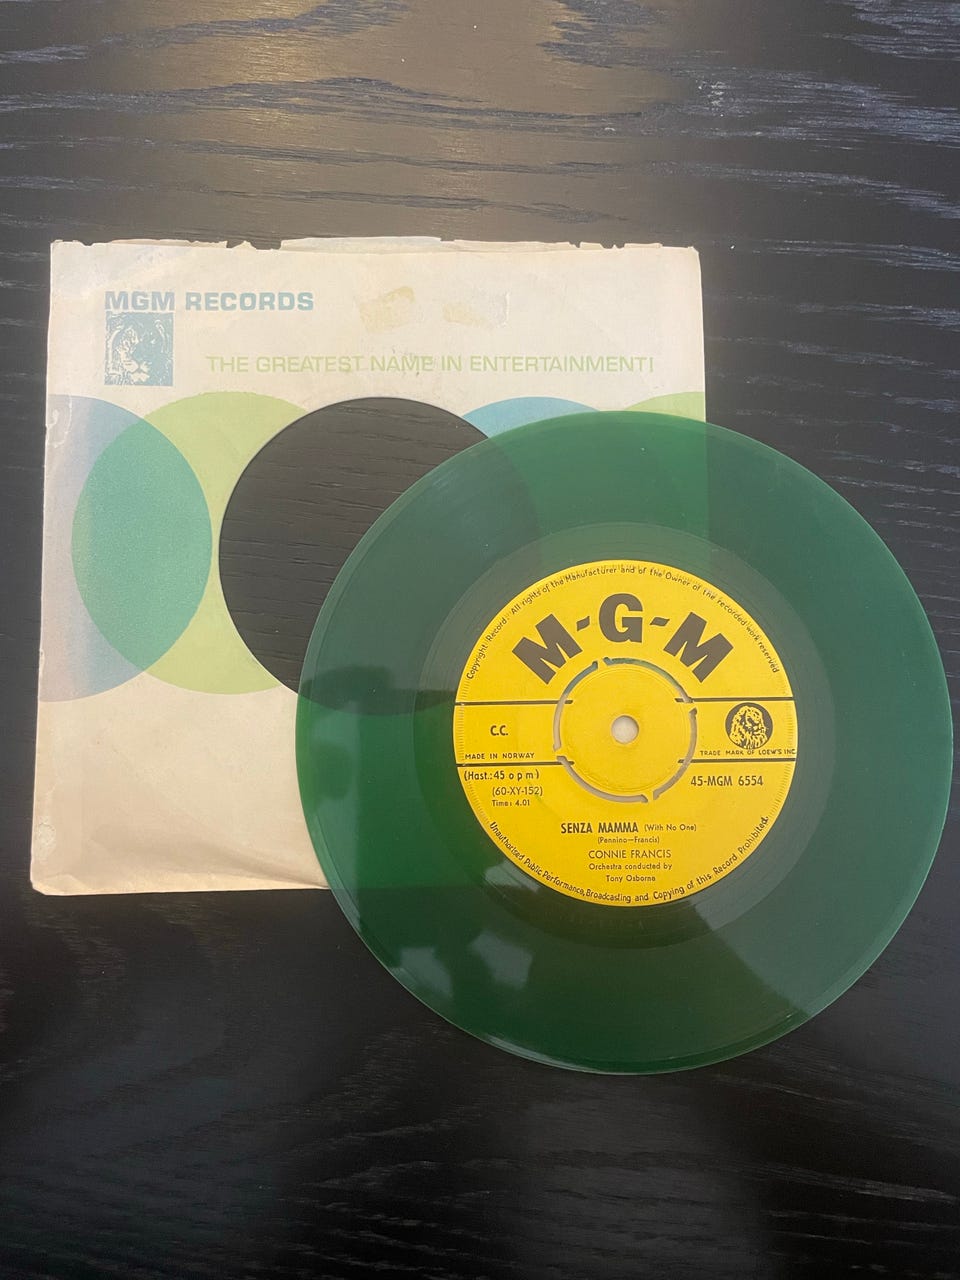 MGM RECORDS
THE GREATEST NAME IN ENTERTAINMENT!
Copyright Record. All rights of the Manufacturer and of the Owner of the recorded work reserved
M-G-M
C.C.
MADE IN NORWAY
TRADE MARK OF LOEW'S INC
(Hast.: 45 o p m)
45-MGM 6554
(60-XY-152)
Time: 4.01
SENZA MAMMA (With No One)
(Pennino—Francis)
CONNIE FRANCIS
Orchestra conducted by
Tony Osborne
Unauthorised Public Performance, Broadcasting and Copying of this Record Prohibited.